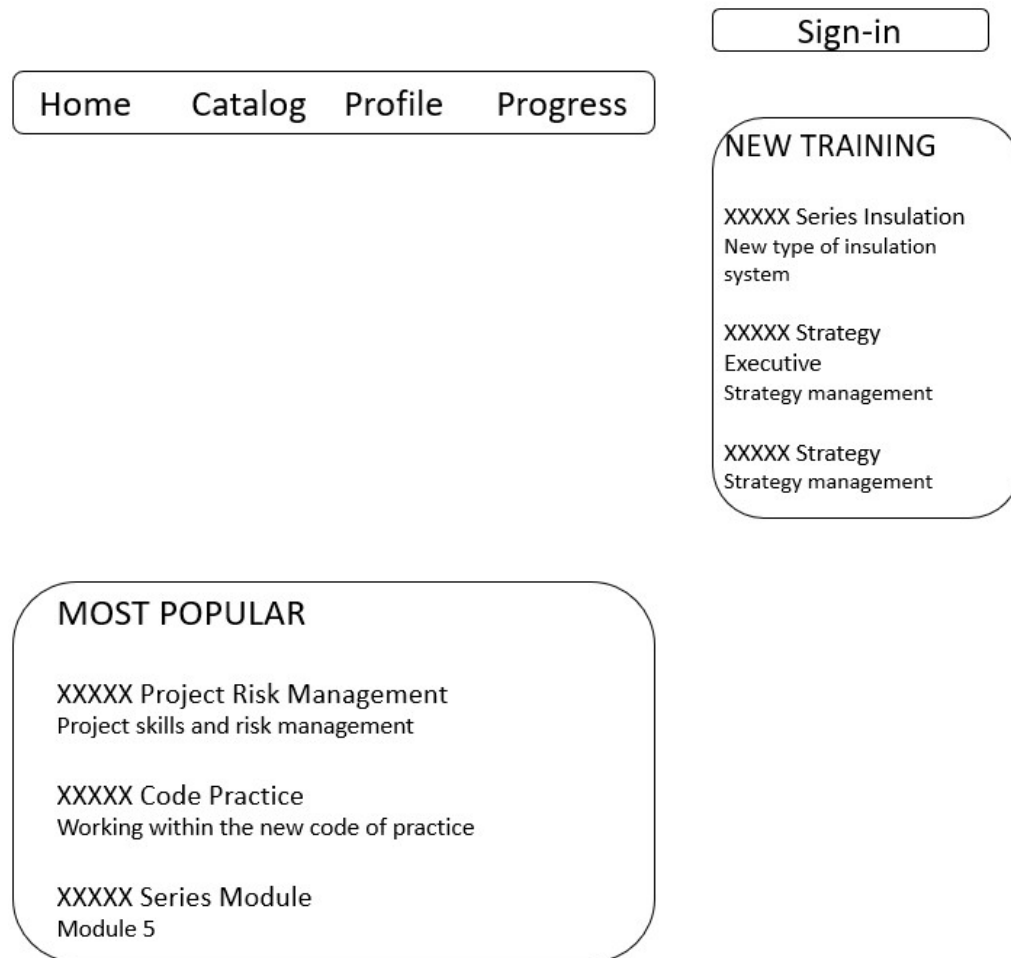 Sign-in
Home Catalog Profile Progress
NEW TRAINING
XXXXX Series Insulation
New type of insulation
system
XXXXX Strategy
Executive
Strategy management
XXXXX Strategy
Strategy management
MOST POPULAR
XXXXX Project Risk Management
Project skills and risk management
XXXXX Code Practice
Working within the new code of practice
XXXXX Series Module
Module 5